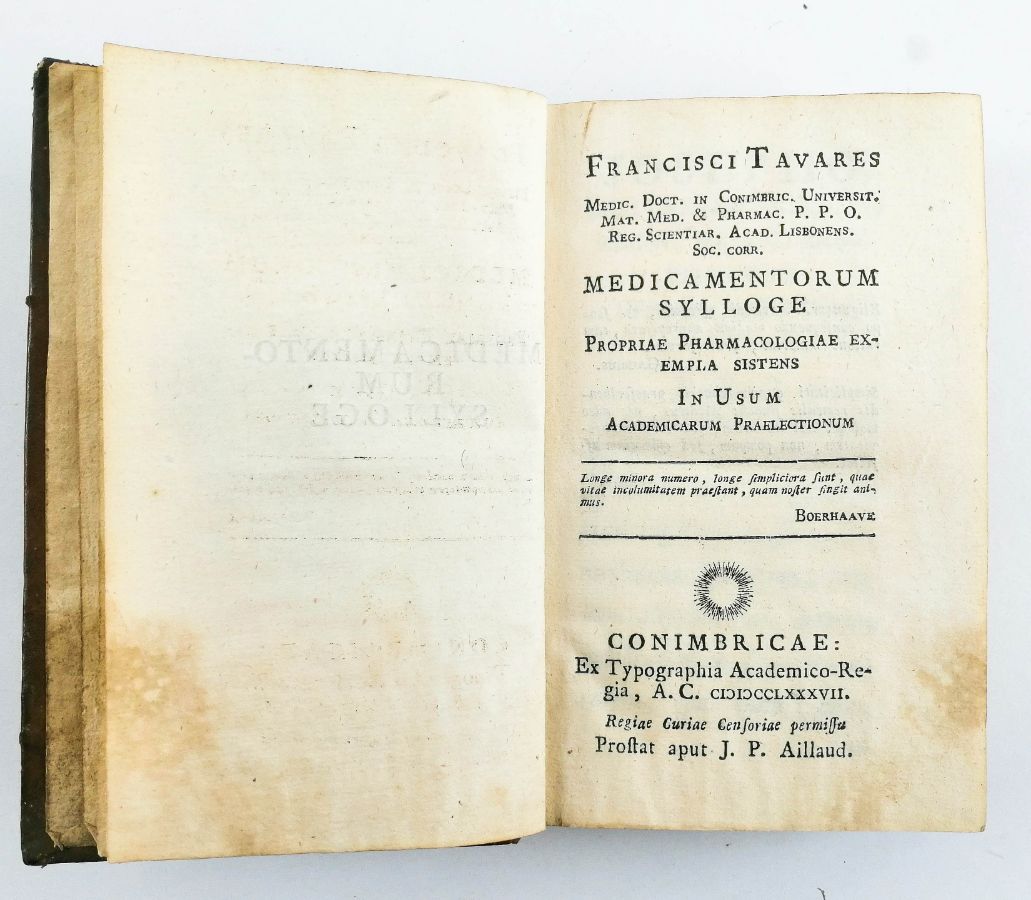 FRANCISCI TAVARES
MEDIC. DOCT. IN CONIMBRIC. UNIVERSIT.
MAT. MED. & PHARMAC. P. P. O.
REG. SCIENTIAR. ACAD. LISBONENS.
SOC. CORR.
MEDICAMENTORUM
SYLLOGE
PROPRIAE PHARMACOLOGIAE EX-
EMPLA SISTENS
IN USUM
ACADEMICARUM PRAELECTIONUM
Longe minora numero, longe ſimpliciora ſunt, quae
vitae incolumitatem praeſtant, quam noſter fingit ani-
mus.
BOERHAAVE
CONIMBRICAE:
Ex Typographia Academico-Re-
gia, A. C. CIƆIƆCCLXXXVII.
Regiae Curiae Cenſoriae permiſſu
Proſtat aput J. P. Aillaud.
MEDICAMENTO
RUM
SYLLOGE